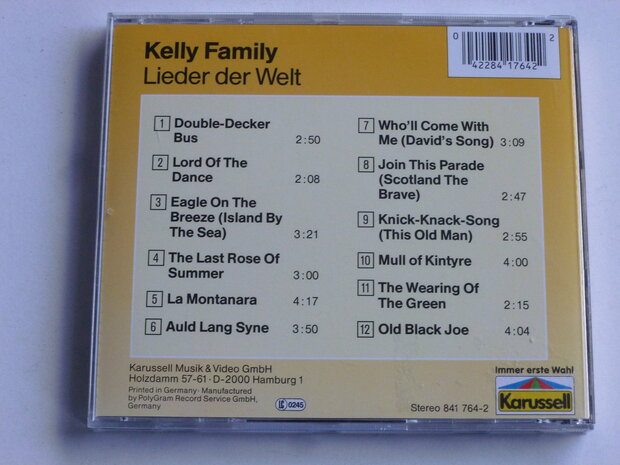 Kelly Family
Lieder der Welt
0 42284 17642 2
1 Double-Decker
Bus 2:50
2 Lord Of The
Dance 2:08
3 Eagle On The
Breeze (Island By
The Sea) 3:21
4 The Last Rose Of
Summer 3:00
5 La Montanara 4:17
6 Auld Lang Syne 3:50
7 Who'll Come With
Me (David's Song) 3:09
8 Join This Parade
(Scotland The
Brave) 2:47
9 Knick-Knack-Song
(This Old Man) 2:55
10 Mull of Kintyre 4:00
11 The Wearing Of
The Green 2:15
12 Old Black Joe 4:04
Karussell Musik & Video GmbH
Holzdamm 57-61 · D-2000 Hamburg 1
Printed in Germany · Manufactured
by PolyGram Record Service GmbH,
Germany
LC 0245
Stereo 841 764-2
Immer erste Wahl
Karussell